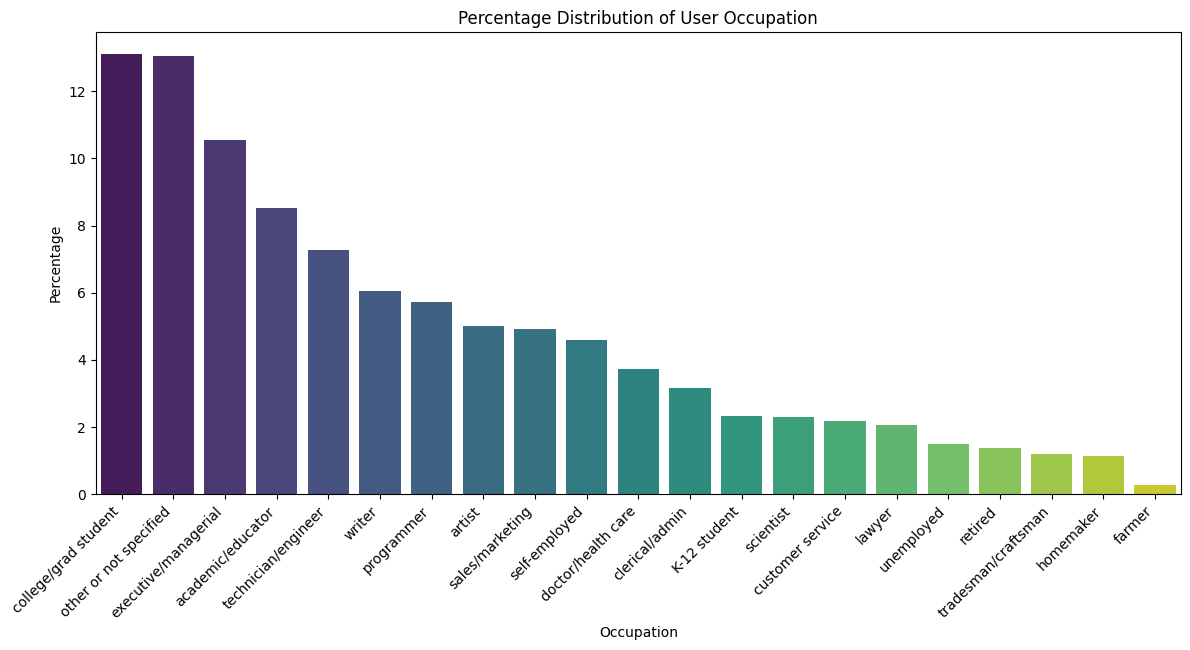 Percentage Distribution of User Occupation
Percentage
12
10
8
6
4
2
0
college/grad student
other or not specified
executive/managerial
academic/educator
technician/engineer
writer
programmer
artist
sales/marketing
self-employed
doctor/health care
clerical/admin
K-12 student
scientist
customer service
lawyer
unemployed
retired
tradesman/craftsman
homemaker
farmer
Occupation